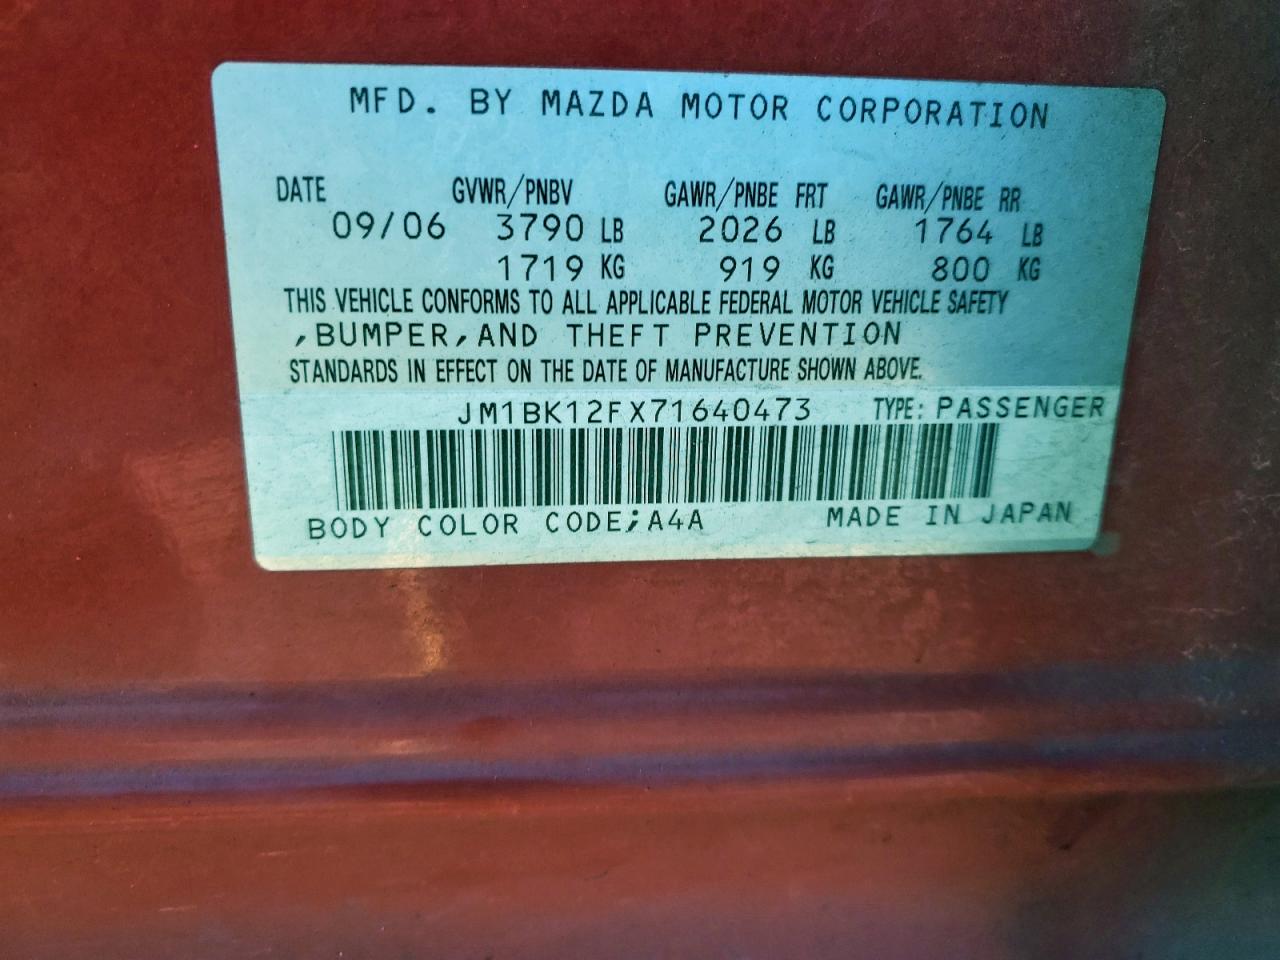 MFD. BY MAZDA MOTOR CORPORATION
DATE GVWR/PNBV GAWR/PNBE FRT GAWR/PNBE RR
09/06 3790 LB 2026 LB 1764 LB
1719 KG 919 KG 800 KG
THIS VEHICLE CONFORMS TO ALL APPLICABLE FEDERAL MOTOR VEHICLE SAFETY
,BUMPER,AND THEFT PREVENTION
STANDARDS IN EFFECT ON THE DATE OF MANUFACTURE SHOWN ABOVE.
JM1BK12FX71640473 TYPE: PASSENGER
BODY COLOR CODE;A4A MADE IN JAPAN